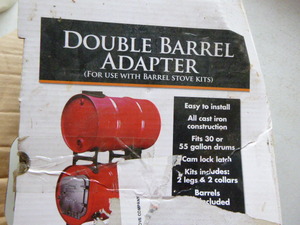 DOUBLE BARREL
ADAPTER
(FOR USE WITH BARREL STOVE KITS)
Easy to install
All cast iron
construction
Fits 30 or
55 gallon drums
Cam lock latch
Kits includes:
2 legs & 2 collars
Barrels
cluded